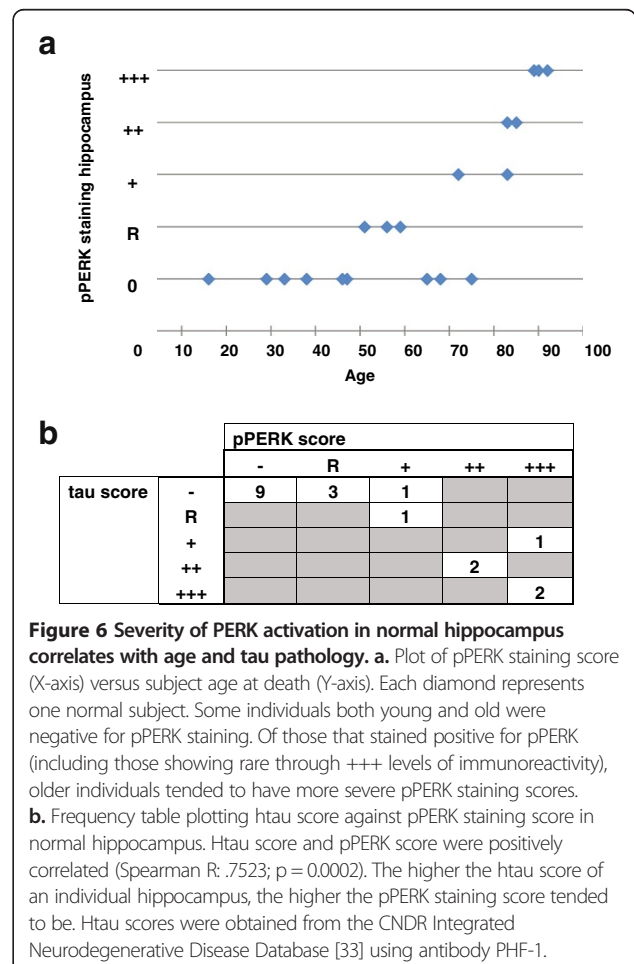 a
pPERK staining hippocampus
+++
++
+
R
0
0 10 20 30 40 50 60 70 80 90 100
Age
b
pPERK score
- R + ++ +++
tau score - 9 3 1
R 1
+ 1
++ 2
+++ 2
Figure 6 Severity of PERK activation in normal hippocampus
correlates with age and tau pathology. a. Plot of pPERK staining score
(X-axis) versus subject age at death (Y-axis). Each diamond represents
one normal subject. Some individuals both young and old were
negative for pPERK staining. Of those that stained positive for pPERK
(including those showing rare through +++ levels of immunoreactivity),
older individuals tended to have more severe pPERK staining scores.
b. Frequency table plotting htau score against pPERK staining score in
normal hippocampus. Htau score and pPERK score were positively
correlated (Spearman R: .7523; p = 0.0002). The higher the htau score of
an individual hippocampus, the higher the pPERK staining score tended
to be. Htau scores were obtained from the CNDR Integrated
Neurodegenerative Disease Database [33] using antibody PHF-1.